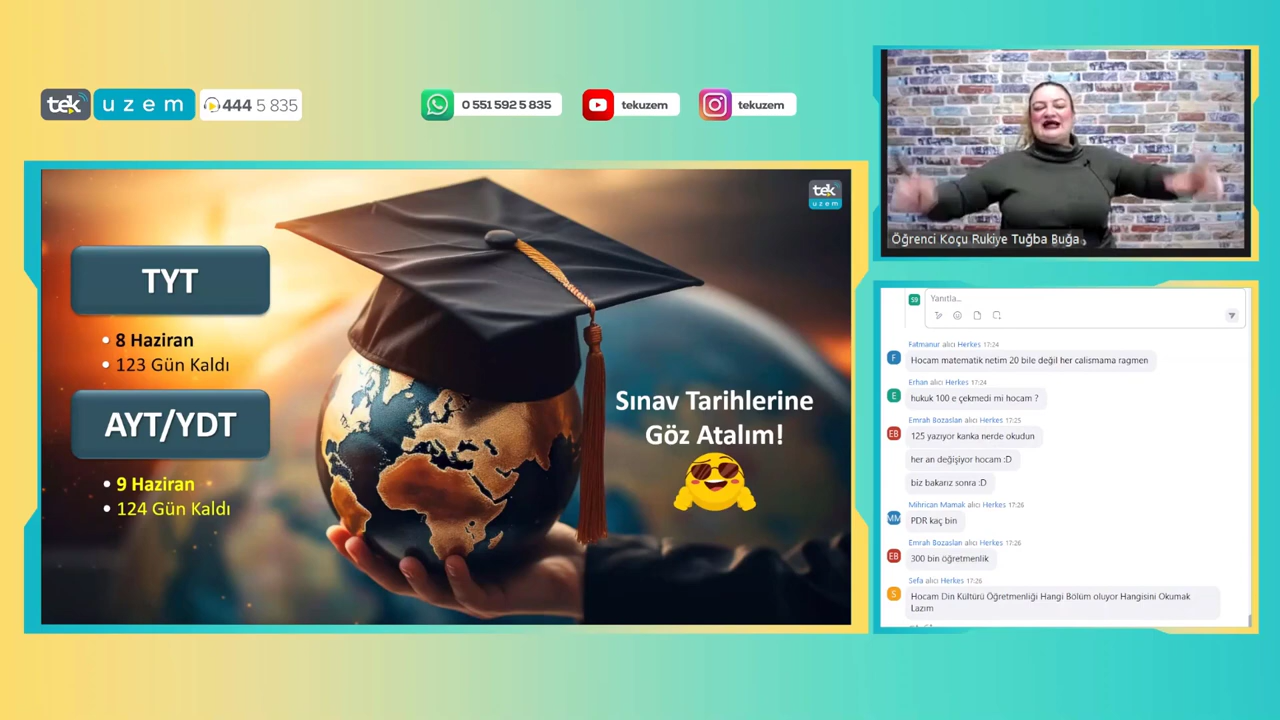 tek uzem 444 5 835
0 551 592 5 835
tekuzem
tekuzem
tek
uzem
TYT
• 8 Haziran
• 123 Gün Kaldı
AYT/YDT
• 9 Haziran
• 124 Gün Kaldı
Sınav Tarihlerine
Göz Atalım!
Öğrenci Koçu Rukiye Tuğba Buğa
S9
Yanıtla...
Fatmanur alıcı Herkes 17:24
F
Hocam matematik netim 20 bile değil her calismama ragmen
Erhan alıcı Herkes 17:24
E
hukuk 100 e çekmedi mi hocam ?
Emrah Bozaslan alıcı Herkes 17:25
EB
125 yazıyor kanka nerde okudun
her an değişiyor hocam :D
biz bakarız sonra :D
Mihrican Mamak alıcı Herkes 17:26
MM
PDR kaç bin
Emrah Bozaslan alıcı Herkes 17:26
EB
300 bin öğretmenlik
Sefa alıcı Herkes 17:26
S
Hocam Din Kültürü Öğretmenliği Hangi Bölüm oluyor Hangisini Okumak
Lazım